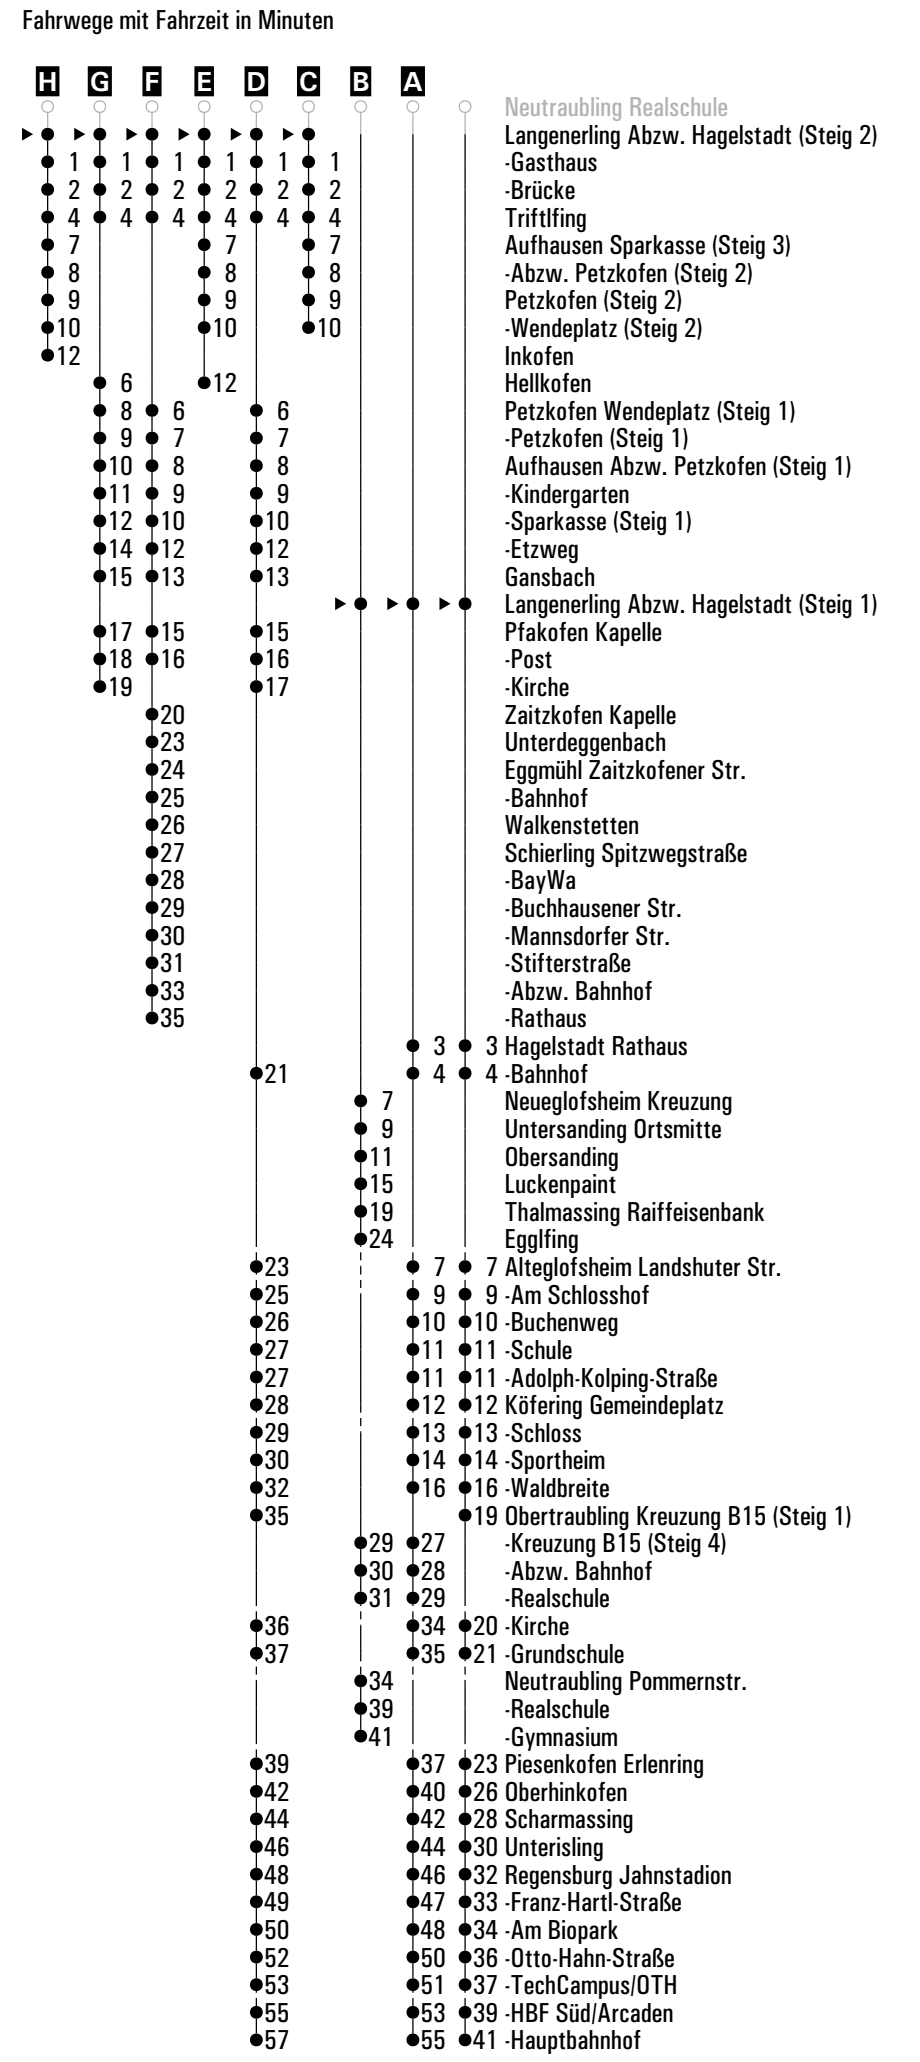 Fahrwege mit Fahrzeit in Minuten
H G F E D C B A
Neutraubling Realschule
Langenerling Abzw. Hagelstadt (Steig 2)
1 1 1 1 1 1 -Gasthaus
2 2 2 2 2 2 -Brücke
4 4 4 4 4 4 Triftlfing
7 7 7 Aufhausen Sparkasse (Steig 3)
8 8 8 -Abzw. Petzkofen (Steig 2)
9 9 9 Petzkofen (Steig 2)
10 10 10 -Wendeplatz (Steig 2)
12 Inkofen
6 12 Hellkofen
8 6 6 Petzkofen Wendeplatz (Steig 1)
9 7 7 -Petzkofen (Steig 1)
10 8 8 Aufhausen Abzw. Petzkofen (Steig 1)
11 9 9 -Kindergarten
12 10 10 -Sparkasse (Steig 1)
14 12 12 -Etzweg
15 13 13 Gansbach
Langenerling Abzw. Hagelstadt (Steig 1)
17 15 15 Pfakofen Kapelle
18 16 16 -Post
19 17 -Kirche
20 Zaitzkofen Kapelle
23 Unterdeggenbach
24 Eggmühl Zaitzkofener Str.
25 -Bahnhof
26 Walkenstetten
27 Schierling Spitzwegstraße
28 -BayWa
29 -Buchhausener Str.
30 -Mannsdorfer Str.
31 -Stifterstraße
33 -Abzw. Bahnhof
35 -Rathaus
3 3 Hagelstadt Rathaus
21 4 4 -Bahnhof
7 Neueglofsheim Kreuzung
9 Untersanding Ortsmitte
11 Obersanding
15 Luckenpaint
19 Thalmassing Raiffeisenbank
24 Egglfing
23 7 7 Alteglofsheim Landshuter Str.
25 9 9 -Am Schlosshof
26 10 10 -Buchenweg
27 11 11 -Schule
27 11 11 -Adolph-Kolping-Straße
28 12 12 Köfering Gemeindeplatz
29 13 13 -Schloss
30 14 14 -Sportheim
32 16 16 -Waldbreite
35 19 Obertraubling Kreuzung B15 (Steig 1)
29 27 -Kreuzung B15 (Steig 4)
30 28 -Abzw. Bahnhof
31 29 -Realschule
36 34 20 -Kirche
37 35 21 -Grundschule
34 Neutraubling Pommernstr.
39 -Realschule
41 -Gymnasium
39 37 23 Piesenkofen Erlenring
42 40 26 Oberhinkofen
44 42 28 Scharmassing
46 44 30 Unterisling
48 46 32 Regensburg Jahnstadion
49 47 33 -Franz-Hartl-Straße
50 48 34 -Am Biopark
52 50 36 -Otto-Hahn-Straße
53 51 37 -TechCampus/OTH
55 53 39 -HBF Süd/Arcaden
57 55 41 -Hauptbahnhof